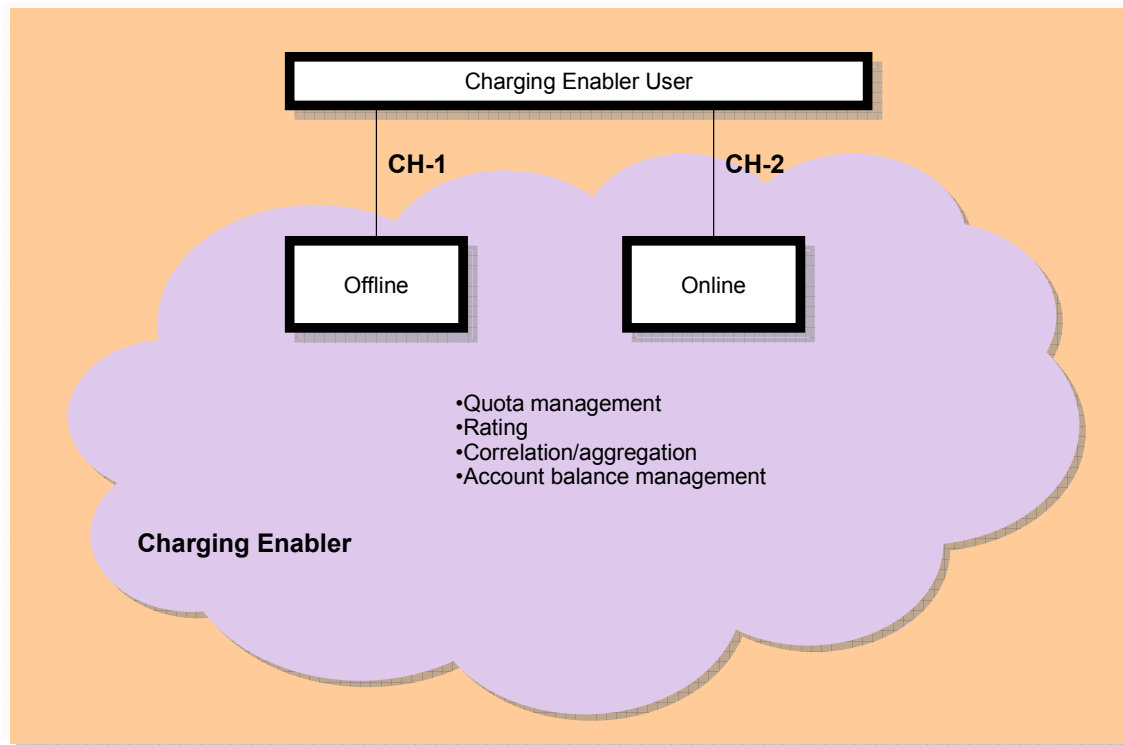 Charging Enabler User
CH-1
CH-2
Offline
Online
•Quota management
•Rating
•Correlation/aggregation
•Account balance management
Charging Enabler